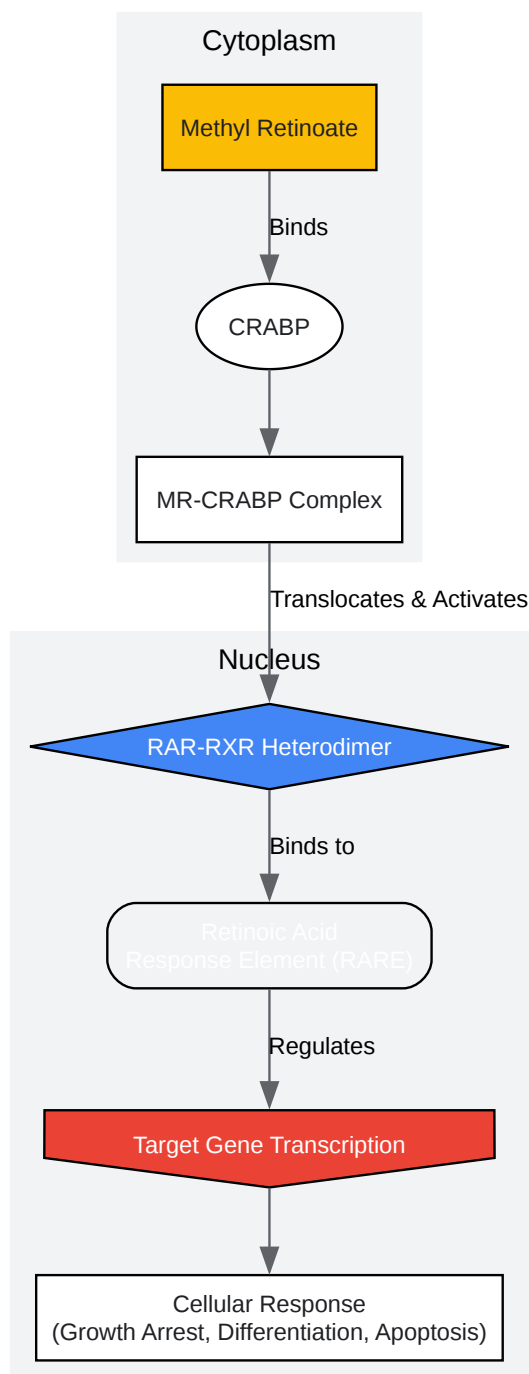 Cytoplasm
Methyl Retinoate
Binds
CRABP
MR-CRABP Complex
Translocates & Activates
Nucleus
RAR-RXR Heterodimer
Binds to
Retinoic Acid
Response Element (RARE)
Regulates
Target Gene Transcription
Cellular Response
(Growth Arrest, Differentiation, Apoptosis)